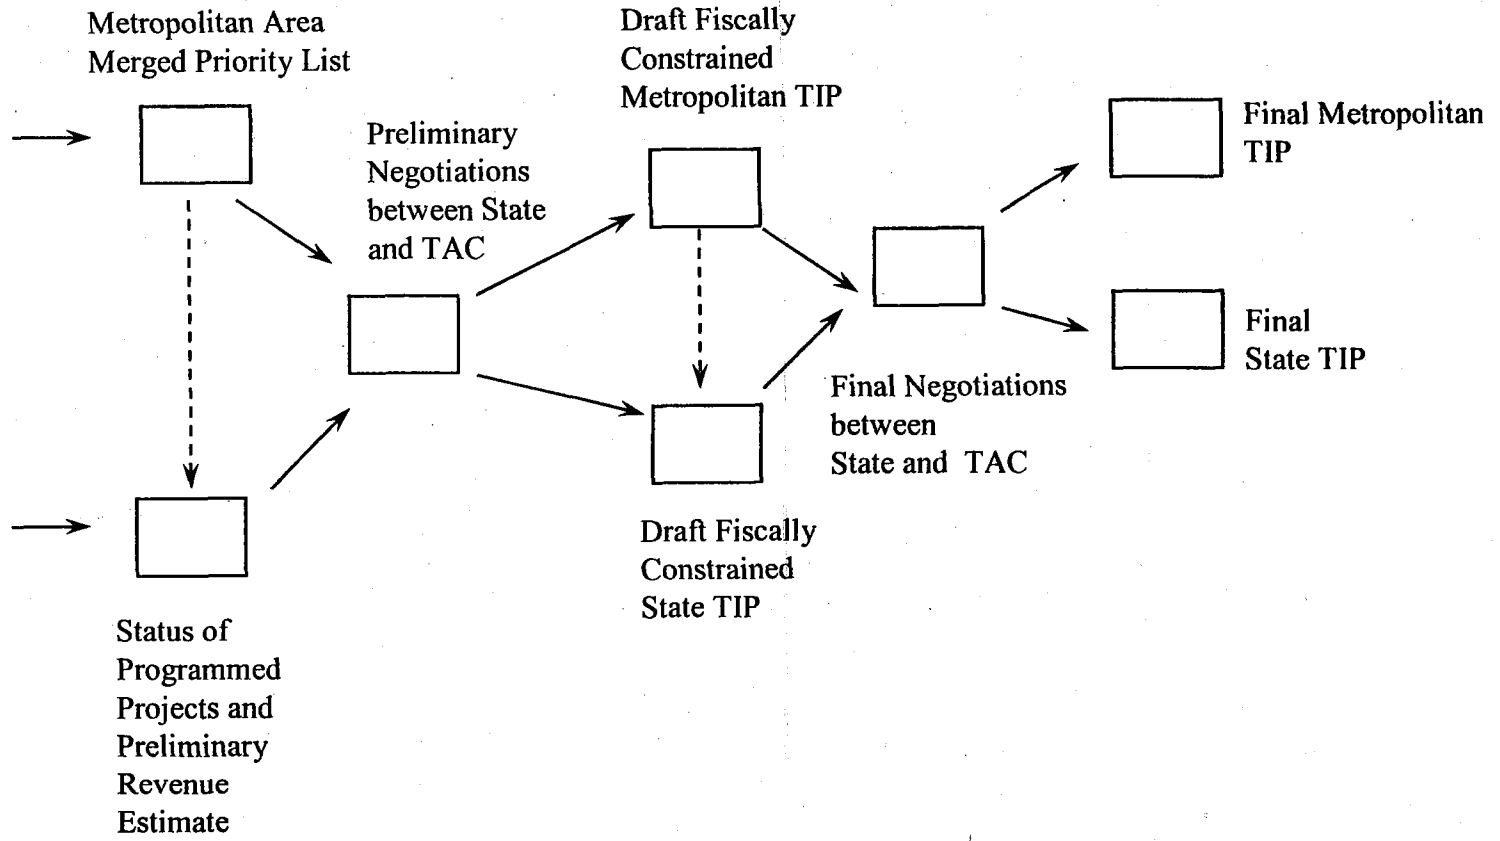 Metropolitan Area
Merged Priority List
Preliminary
Negotiations
between State
and TAC
Draft Fiscally
Constrained
Metropolitan TIP
Final Metropolitan
TIP
Final
State TIP
Final Negotiations
between
State and TAC
Draft Fiscally
Constrained
State TIP
Status of
Programmed
Projects and
Preliminary
Revenue
Estimate